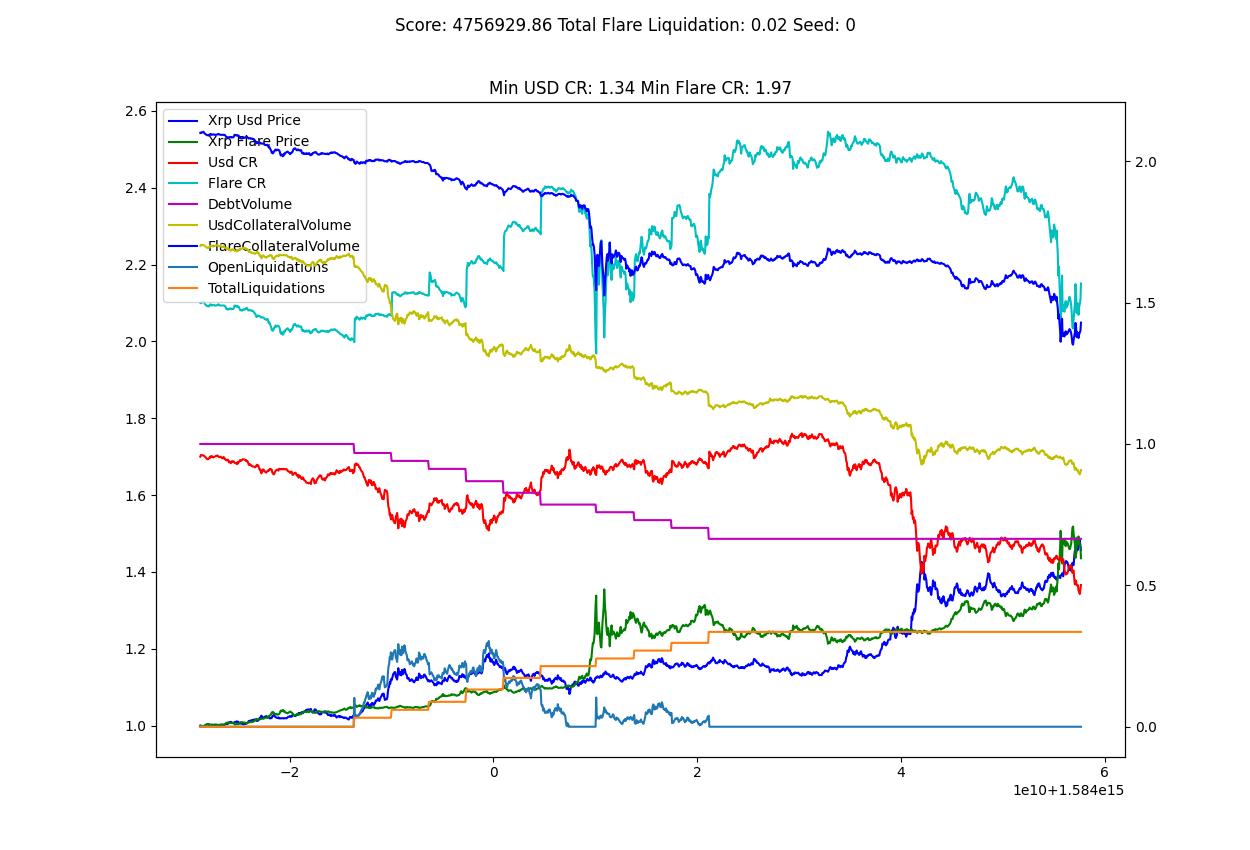 Score: 4756929.86 Total Flare Liquidation: 0.02 Seed: 0
Min USD CR: 1.34 Min Flare CR: 1.97
Xrp Usd Price
Xrp Flare Price
Usd CR
Flare CR
DebtVolume
UsdCollateralVolume
FlareCollateralVolume
OpenLiquidations
TotalLiquidations
2.6
2.4
2.2
2.0
1.8
1.6
1.4
1.2
1.0
2.0
1.5
1.0
0.5
0.0
−2 0 2 4 6
1e10+1.584e15